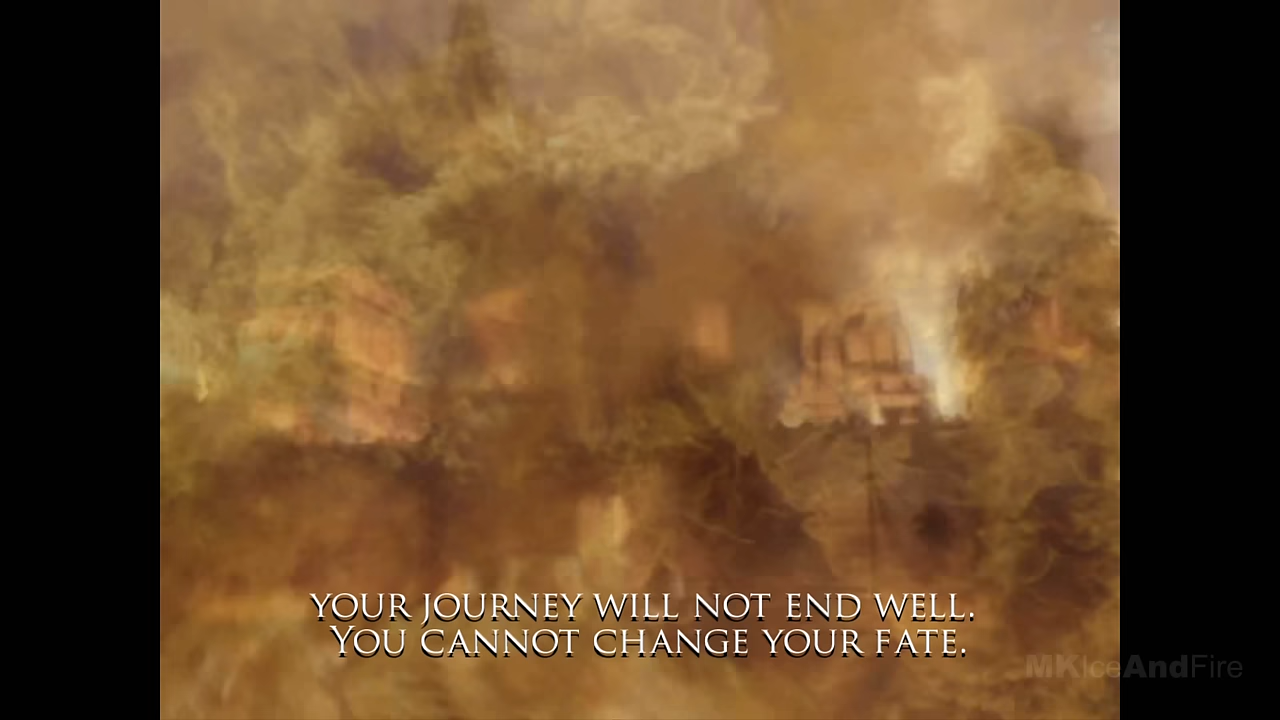 YOUR JOURNEY WILL NOT END WELL.
YOU CANNOT CHANGE YOUR FATE.
MKIceAndFire